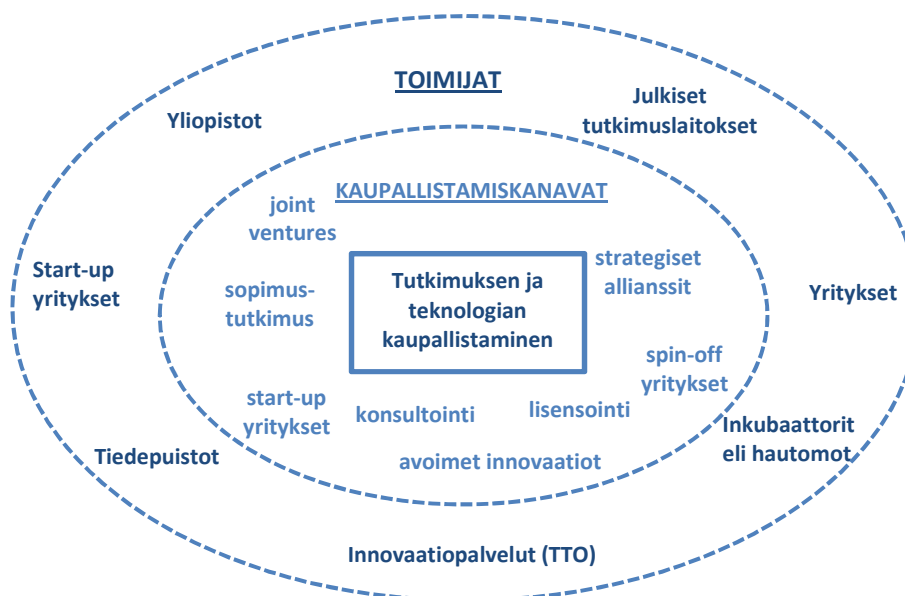 TOIMIJAT
Yliopistot
Julkiset
tutkimuslaitokset
KAUPALLISTAMISKANAVAT
joint
ventures
strategiset
allianssit
Start-up
yritykset
sopimus-
tutkimus
Tutkimuksen ja
teknologian
kaupallistaminen
Yritykset
spin-off
yritykset
start-up
yritykset
konsultointi
lisensointi
Inkubaattorit
eli hautomot
Tiedepuistot
avoimet innovaatiot
Innovaatiopalvelut (TTO)